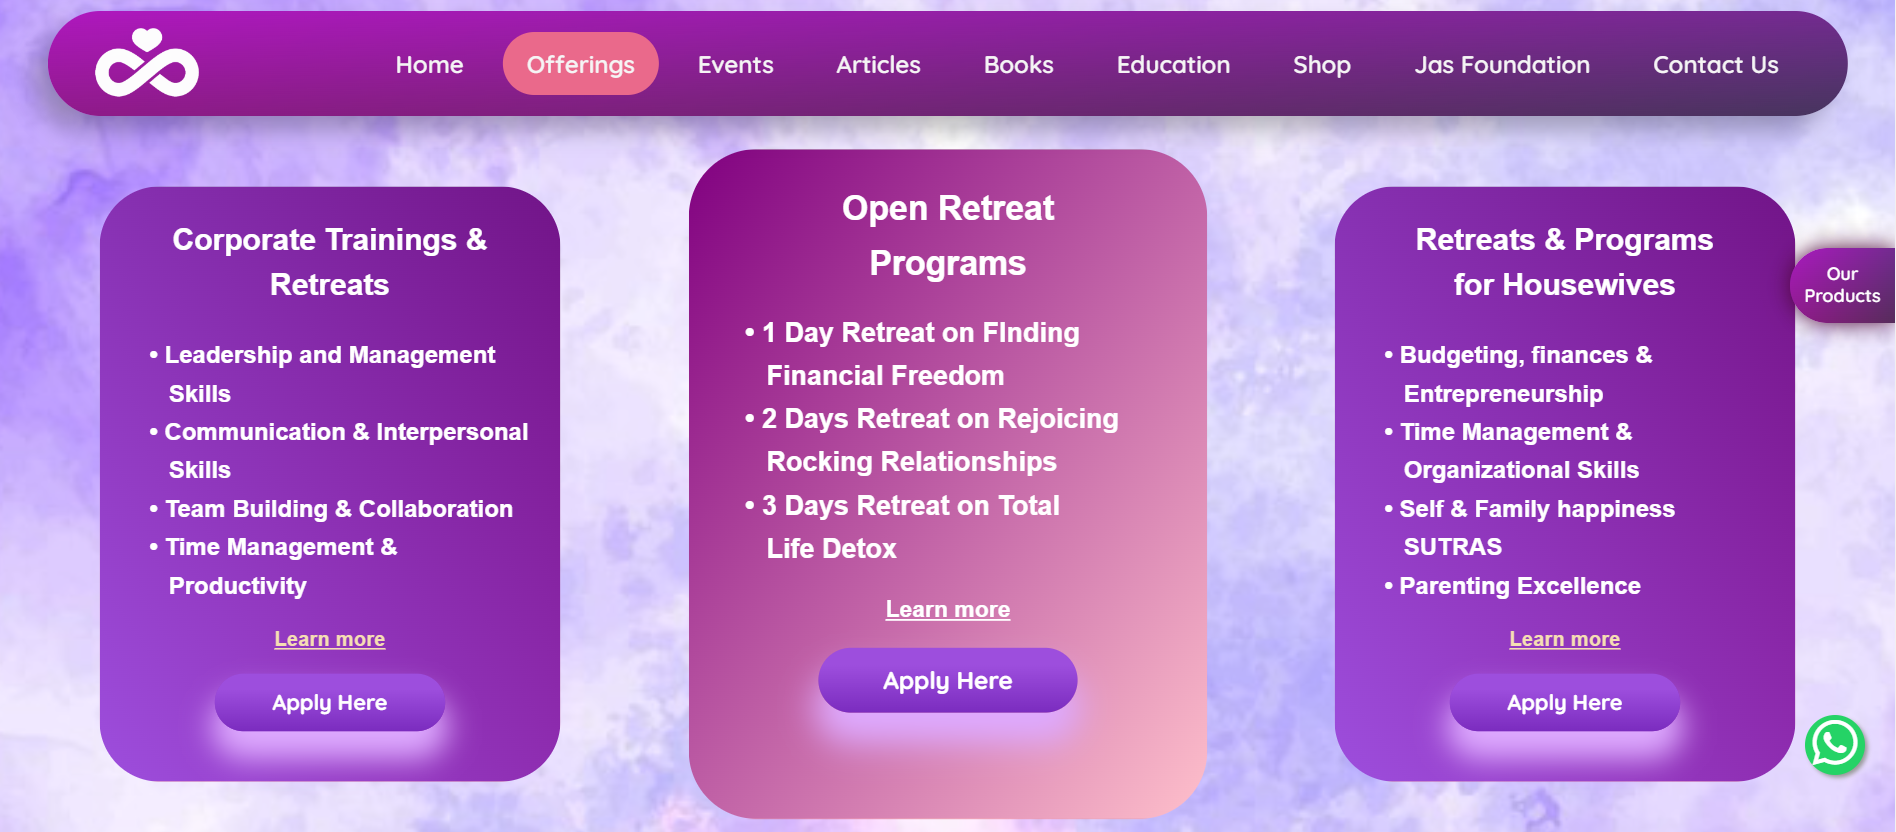 Home Offerings Events Articles Books Education Shop Jas Foundation Contact Us
Corporate Trainings &
Retreats
• Leadership and Management
Skills
• Communication & Interpersonal
Skills
• Team Building & Collaboration
• Time Management &
Productivity
Learn more
Apply Here
Open Retreat
Programs
• 1 Day Retreat on FInding
Financial Freedom
• 2 Days Retreat on Rejoicing
Rocking Relationships
• 3 Days Retreat on Total
Life Detox
Learn more
Apply Here
Retreats & Programs
for Housewives
• Budgeting, finances &
Entrepreneurship
• Time Management &
Organizational Skills
• Self & Family happiness
SUTRAS
• Parenting Excellence
Learn more
Apply Here
Our
Products